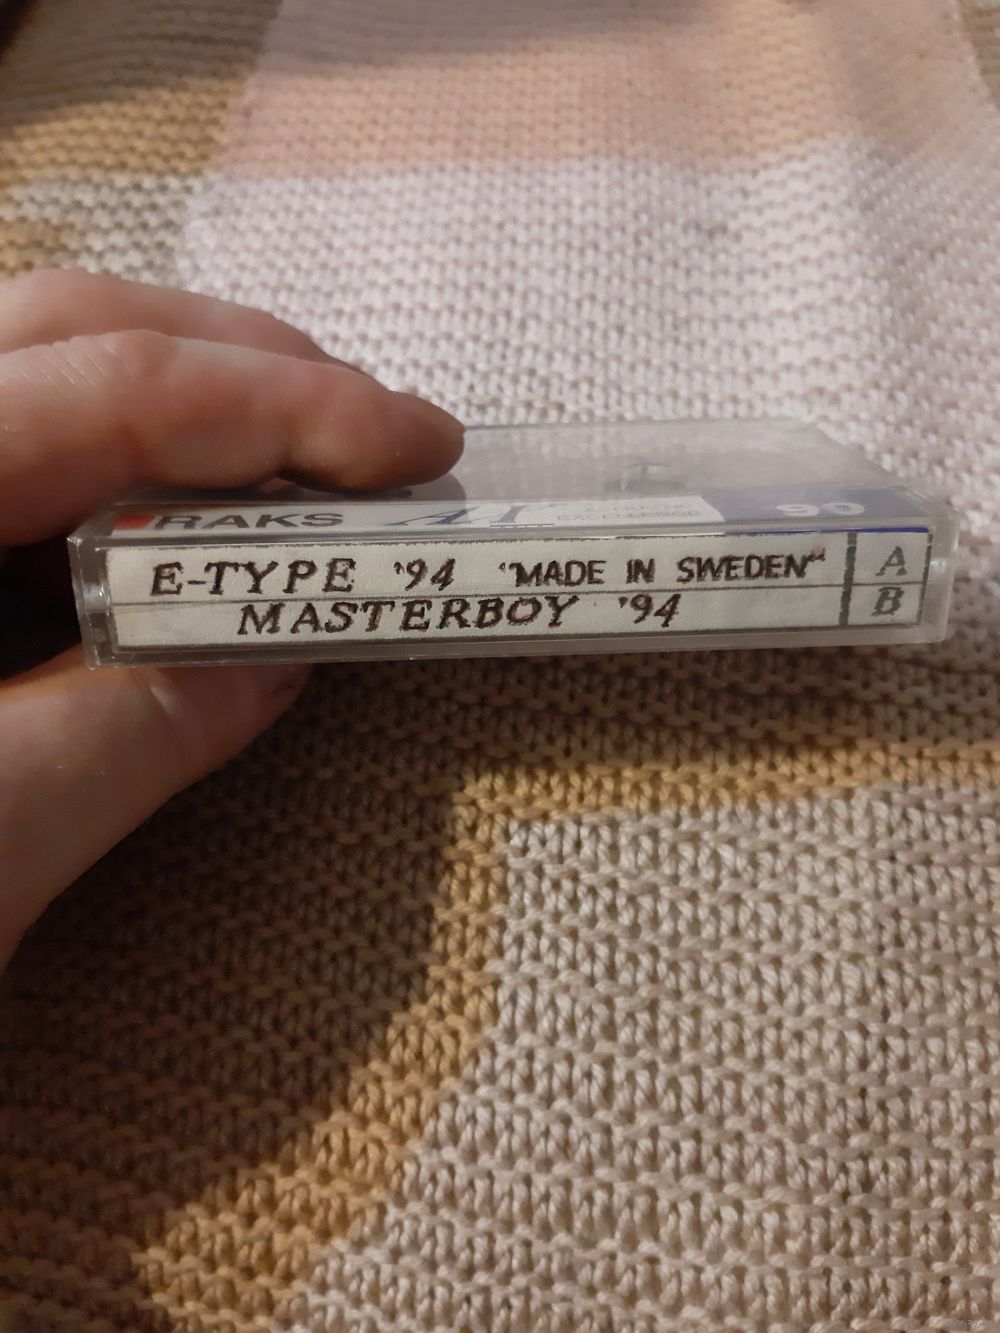 RAKS 90
E-TYPE '94 "MADE IN SWEDEN" A
MASTERBOY '94 B